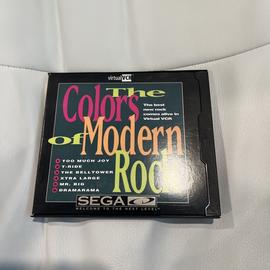 virtual VCR
The
Colors
of Modern
Rock
The best
new rock
comes alive in
Virtual VCR
TOO MUCH JOY
T-RIDE
THE BELLTOWER
XTRA LARGE
MR. BIG
DRAMARAMA
SEGA
WELCOME TO THE NEXT LEVEL